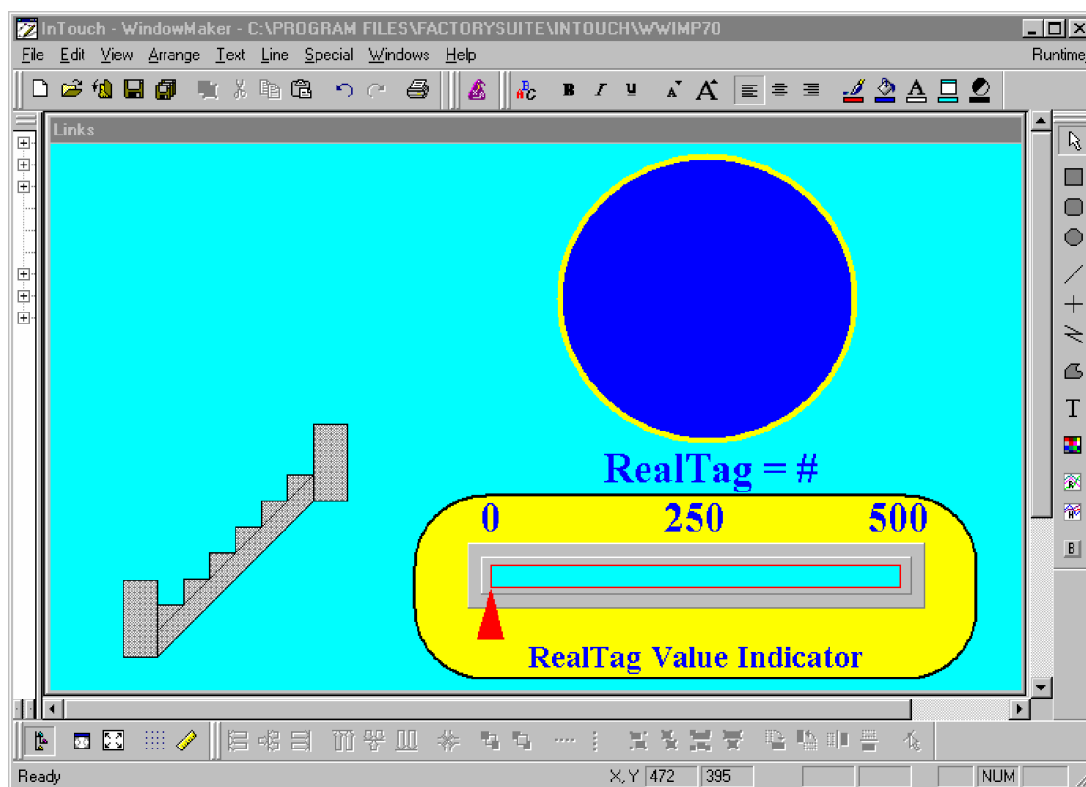 InTouch - WindowMaker - C:\PROGRAM FILES\FACTORYSUITE\INTOUCH\WWIMP70
File Edit View Arrange Text Line Special Windows Help Runtime
Links
RealTag = #
0 250 500
RealTag Value Indicator
Ready X, Y 472 395 NUM